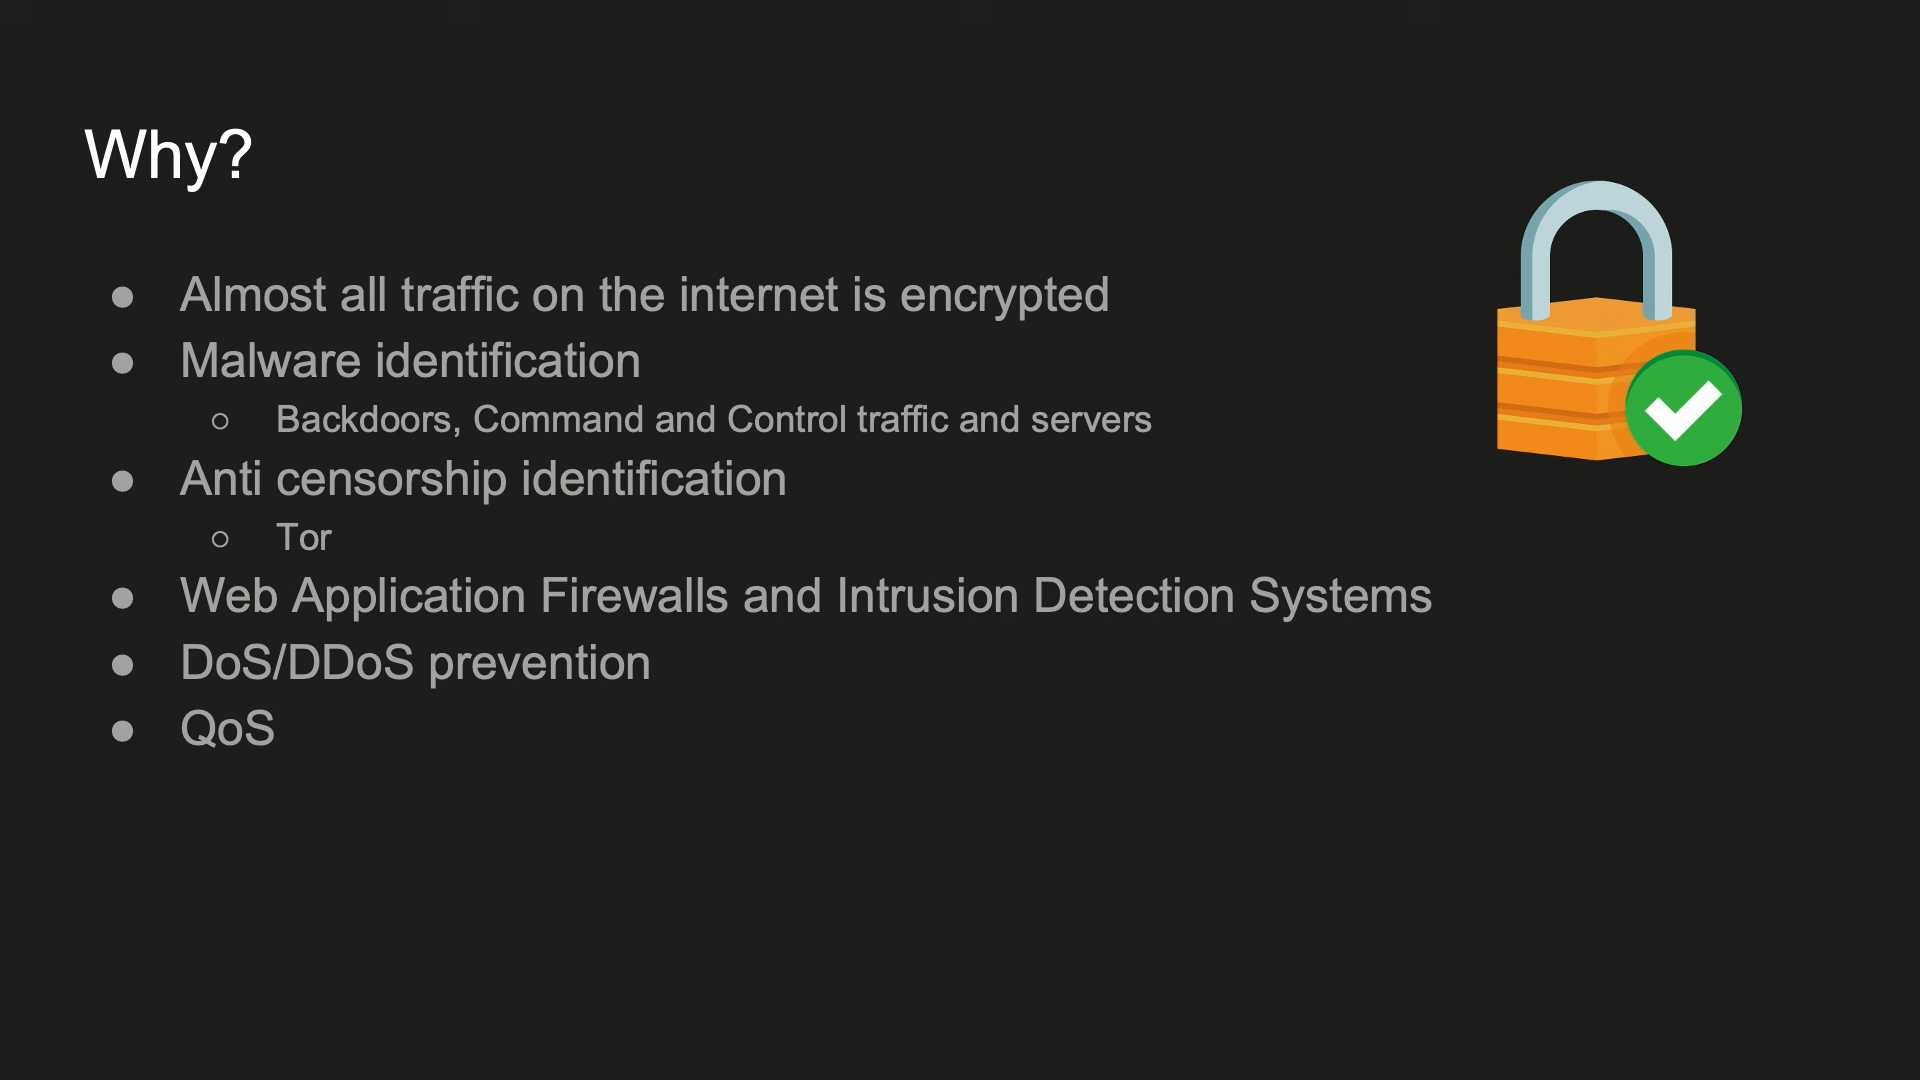 Why?
● Almost all traffic on the internet is encrypted
● Malware identification
○ Backdoors, Command and Control traffic and servers
● Anti censorship identification
○ Tor
● Web Application Firewalls and Intrusion Detection Systems
● DoS/DDoS prevention
● QoS